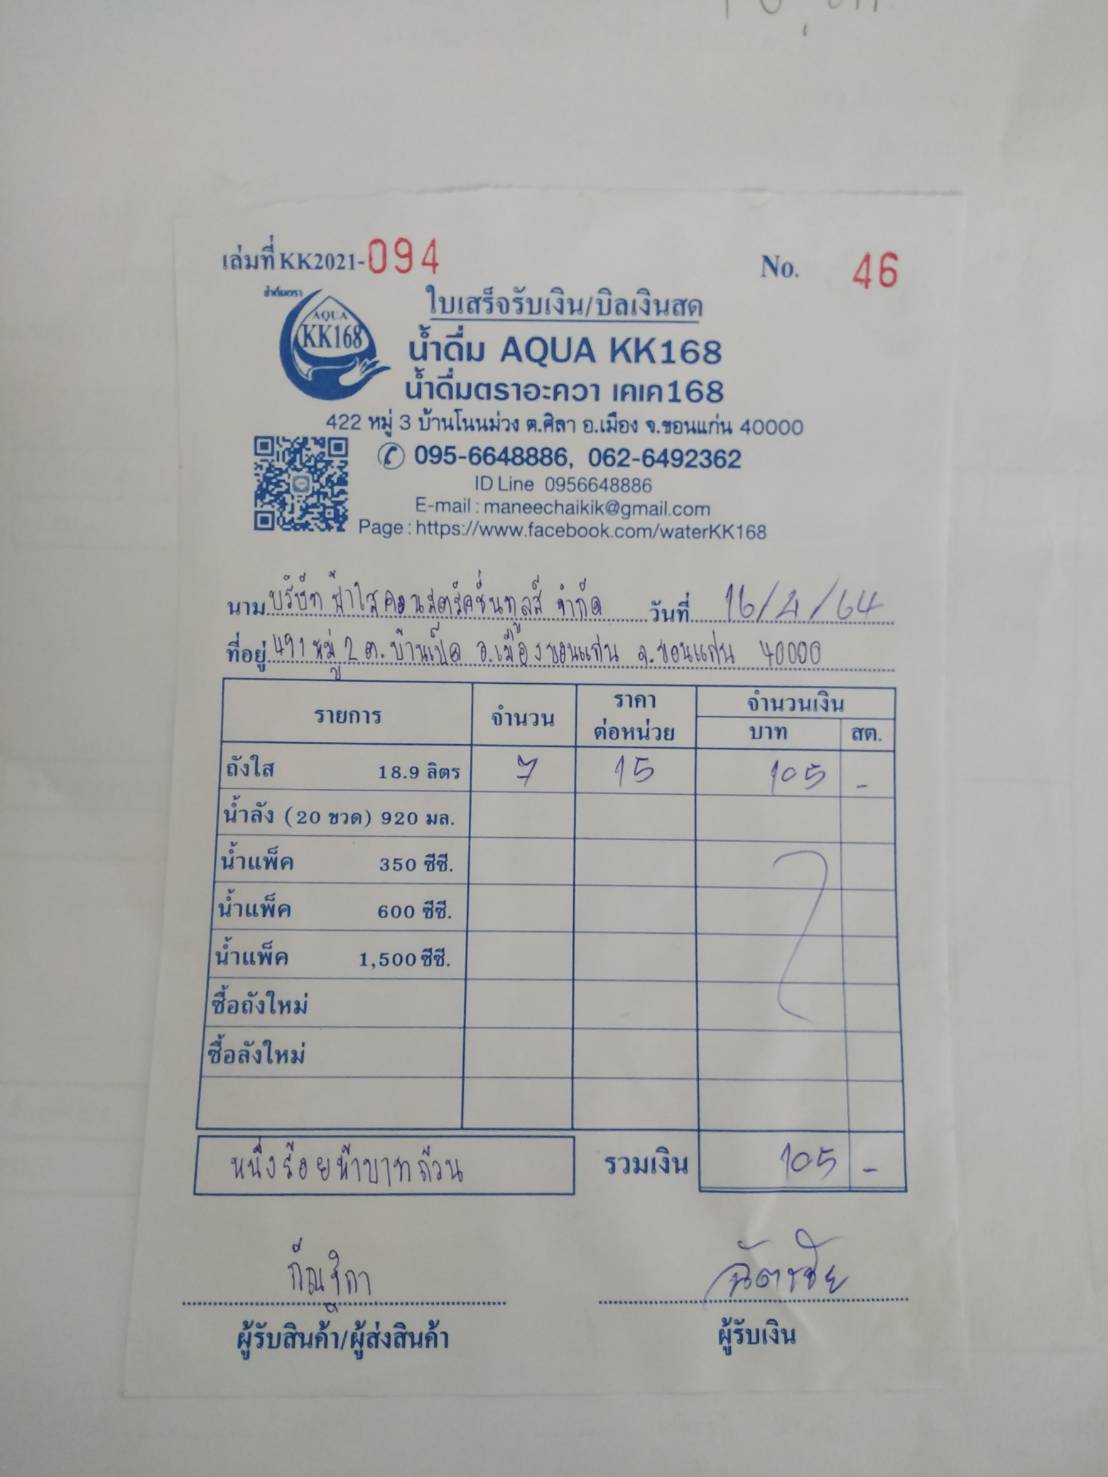 เล่มที่ KK2021-094
No. 46
น้ำดื่มตรา
AQUA
KK168
ใบเสร็จรับเงิน/บิลเงินสด
น้ำดื่ม AQUA KK168
น้ำดื่มตราอะควา เคเค168
422 หมู่ 3 บ้านโนนม่วง ต.ศิลา อ.เมือง จ.ขอนแก่น 40000
095-6648886, 062-6492362
ID Line 0956648886
E-mail : maneechaikik@gmail.com
Page : https://www.facebook.com/waterKK168
นาม บริษัท ฟ้าใสคอนสตรัคชั่นทูลส์ จำกัด วันที่ 16/4/64
ที่อยู่ 491 หมู่ 2 ต.บ้านเป็ด อ.เมืองขอนแก่น จ.ขอนแก่น 40000
รายการ จำนวน ราคาต่อหน่วย จำนวนเงิน
บาท สต.
ถังใส 18.9 ลิตร 7 15 105 -
น้ำลัง (20 ขวด) 920 มล.
น้ำแพ็ค 350 ซีซี.
น้ำแพ็ค 600 ซีซี.
น้ำแพ็ค 1,500 ซีซี.
ซื้อถังใหม่
ซื้อลังใหม่
หนึ่งร้อยห้าบาทถ้วน รวมเงิน 105 -
ฉัตรชัย
ผู้รับสินค้า/ผู้ส่งสินค้า ผู้รับเงิน